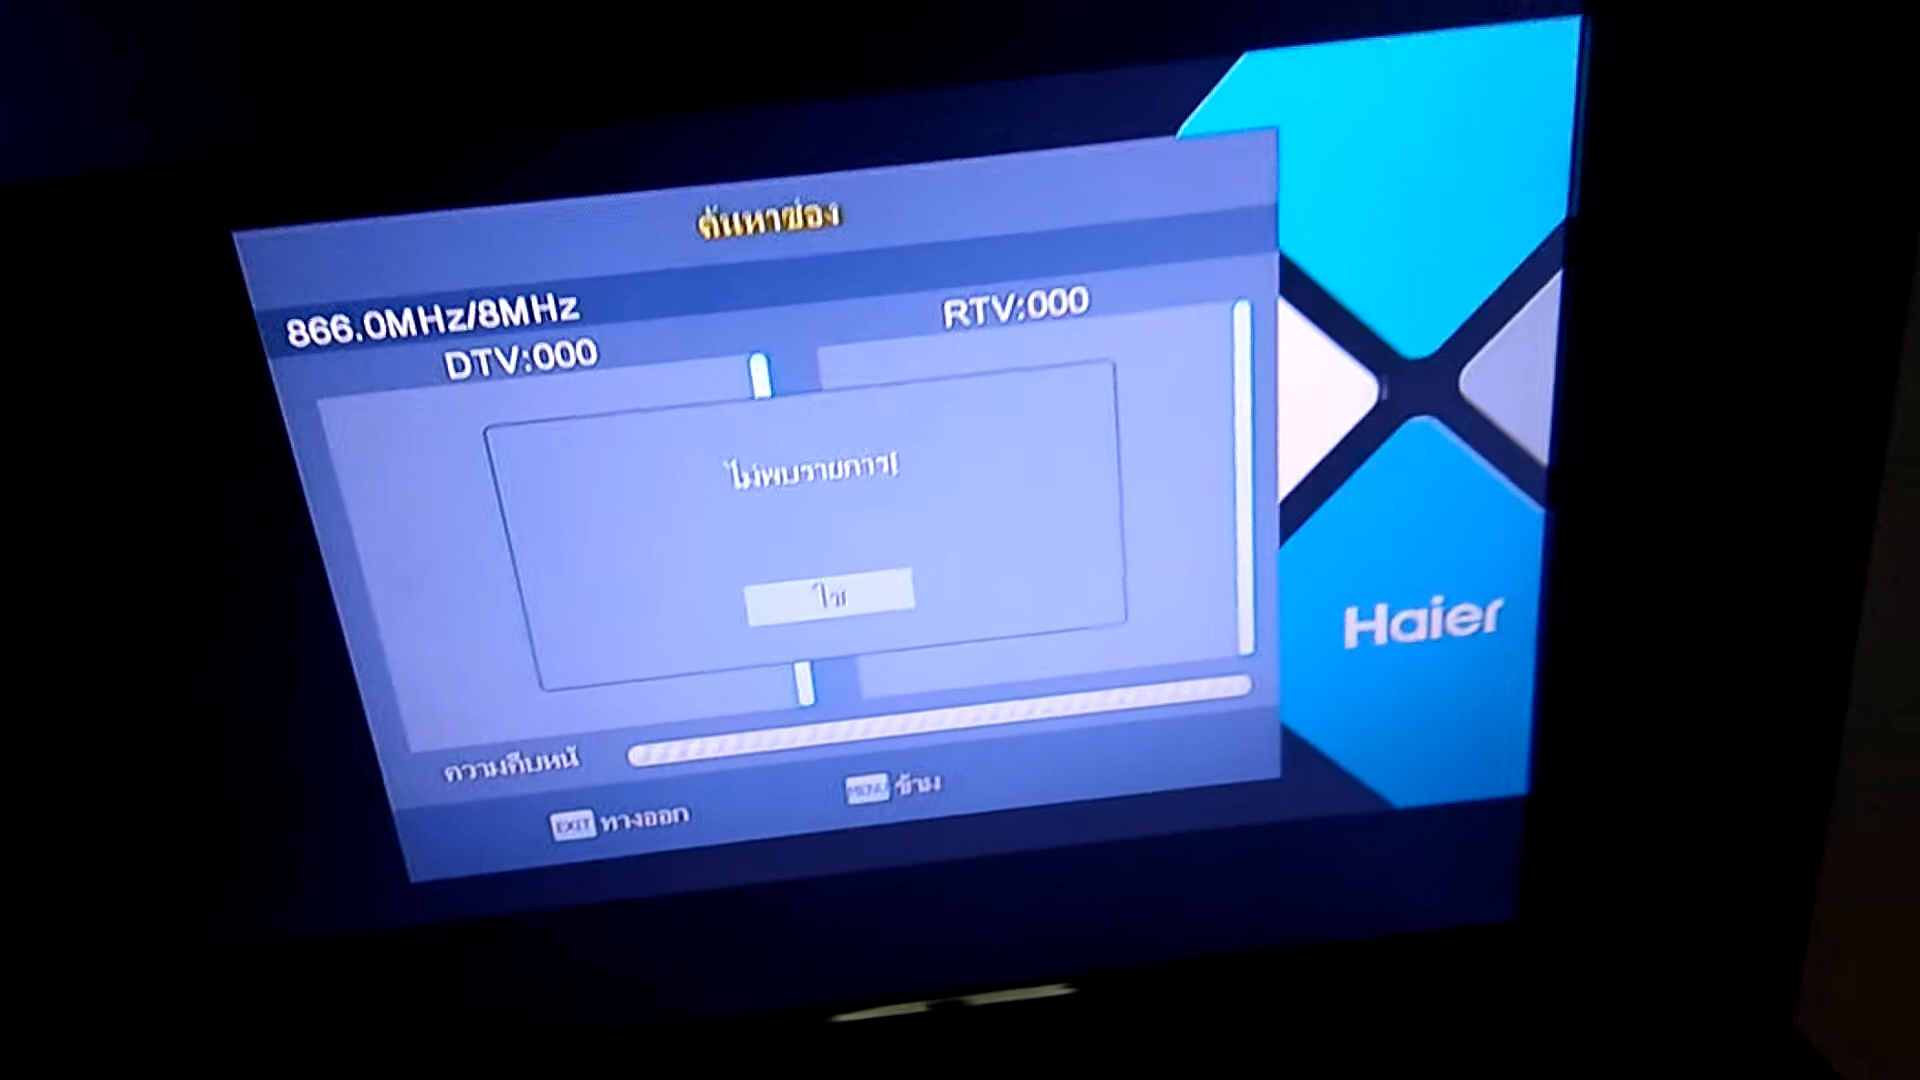 ค้นหาช่อง
866.0MHz/8MHz
DTV:000
RTV:000
ไม่พบรายการ!
ใช่
ความคืบหน้
EXIT ทางออก
MENU ข้าม
Haier